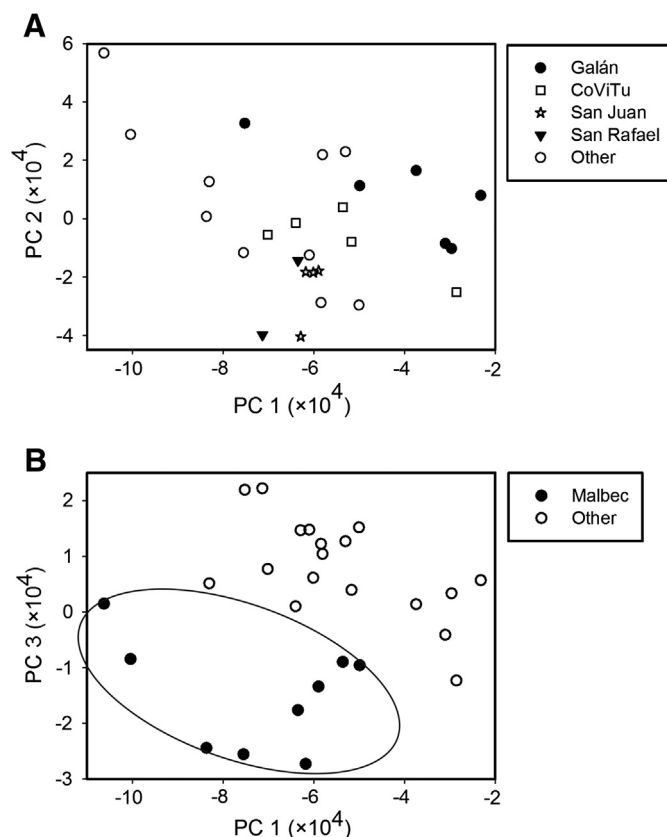 A
6
4
2
0
-2
-4
PC 2 (×10⁴)
-10
-8
-6
-4
-2
PC 1 (×10⁴)
Galán
CoViTu
San Juan
San Rafael
Other
B
2
1
0
-1
-2
-3
PC 3 (×10⁴)
-10
-8
-6
-4
-2
PC 1 (×10⁴)
Malbec
Other